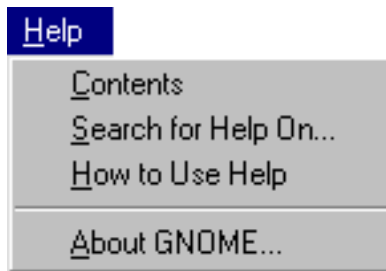 Help
Contents
Search for Help On...
How to Use Help
About GNOME...